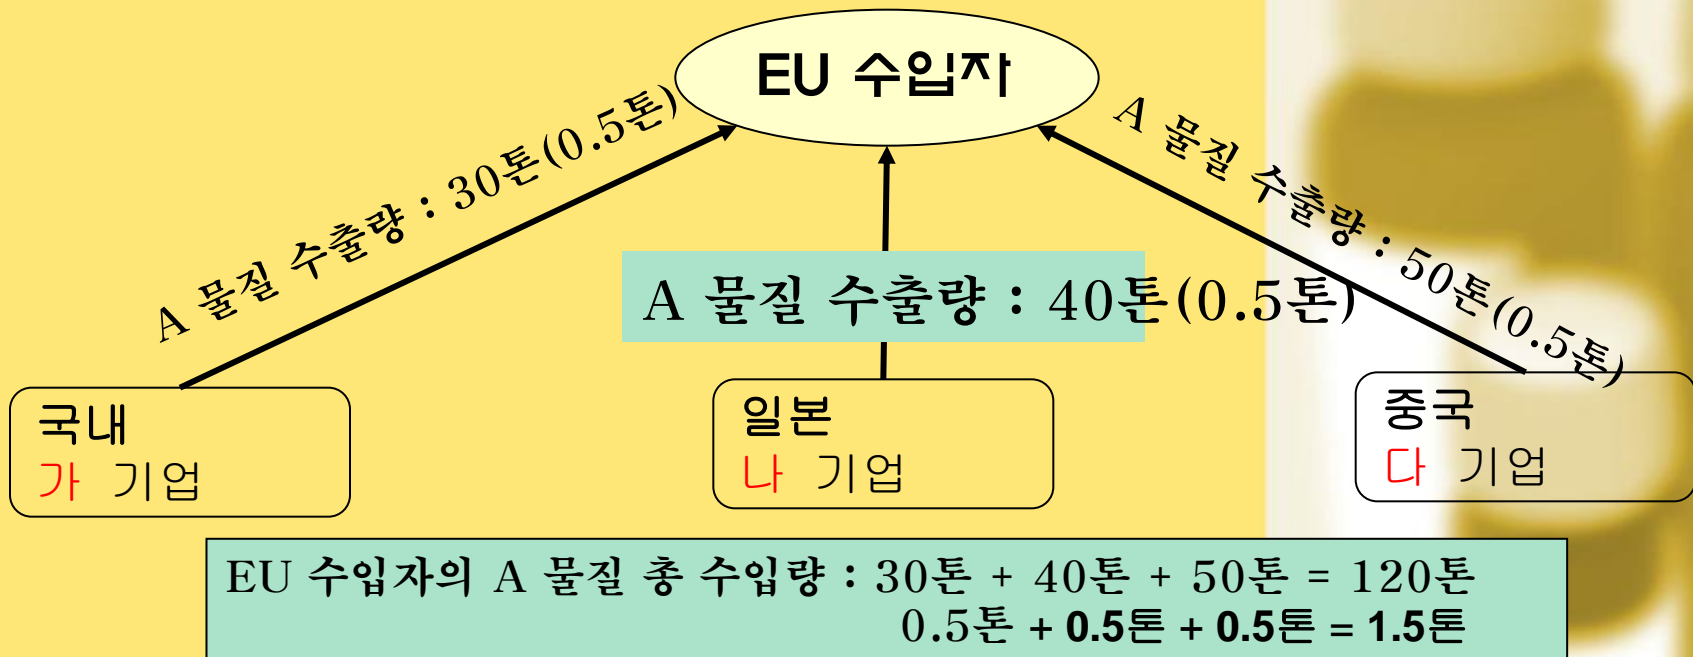 EU 수입자
A 물질 수출량 : 30톤(0.5톤)
A 물질 수출량 : 40톤(0.5톤)
A 물질 수출량 : 50톤(0.5톤)
국내
가 기업
일본
나 기업
중국
다 기업
EU 수입자의 A 물질 총 수입량 : 30톤 + 40톤 + 50톤 = 120톤
0.5톤 + 0.5톤 + 0.5톤 = 1.5톤